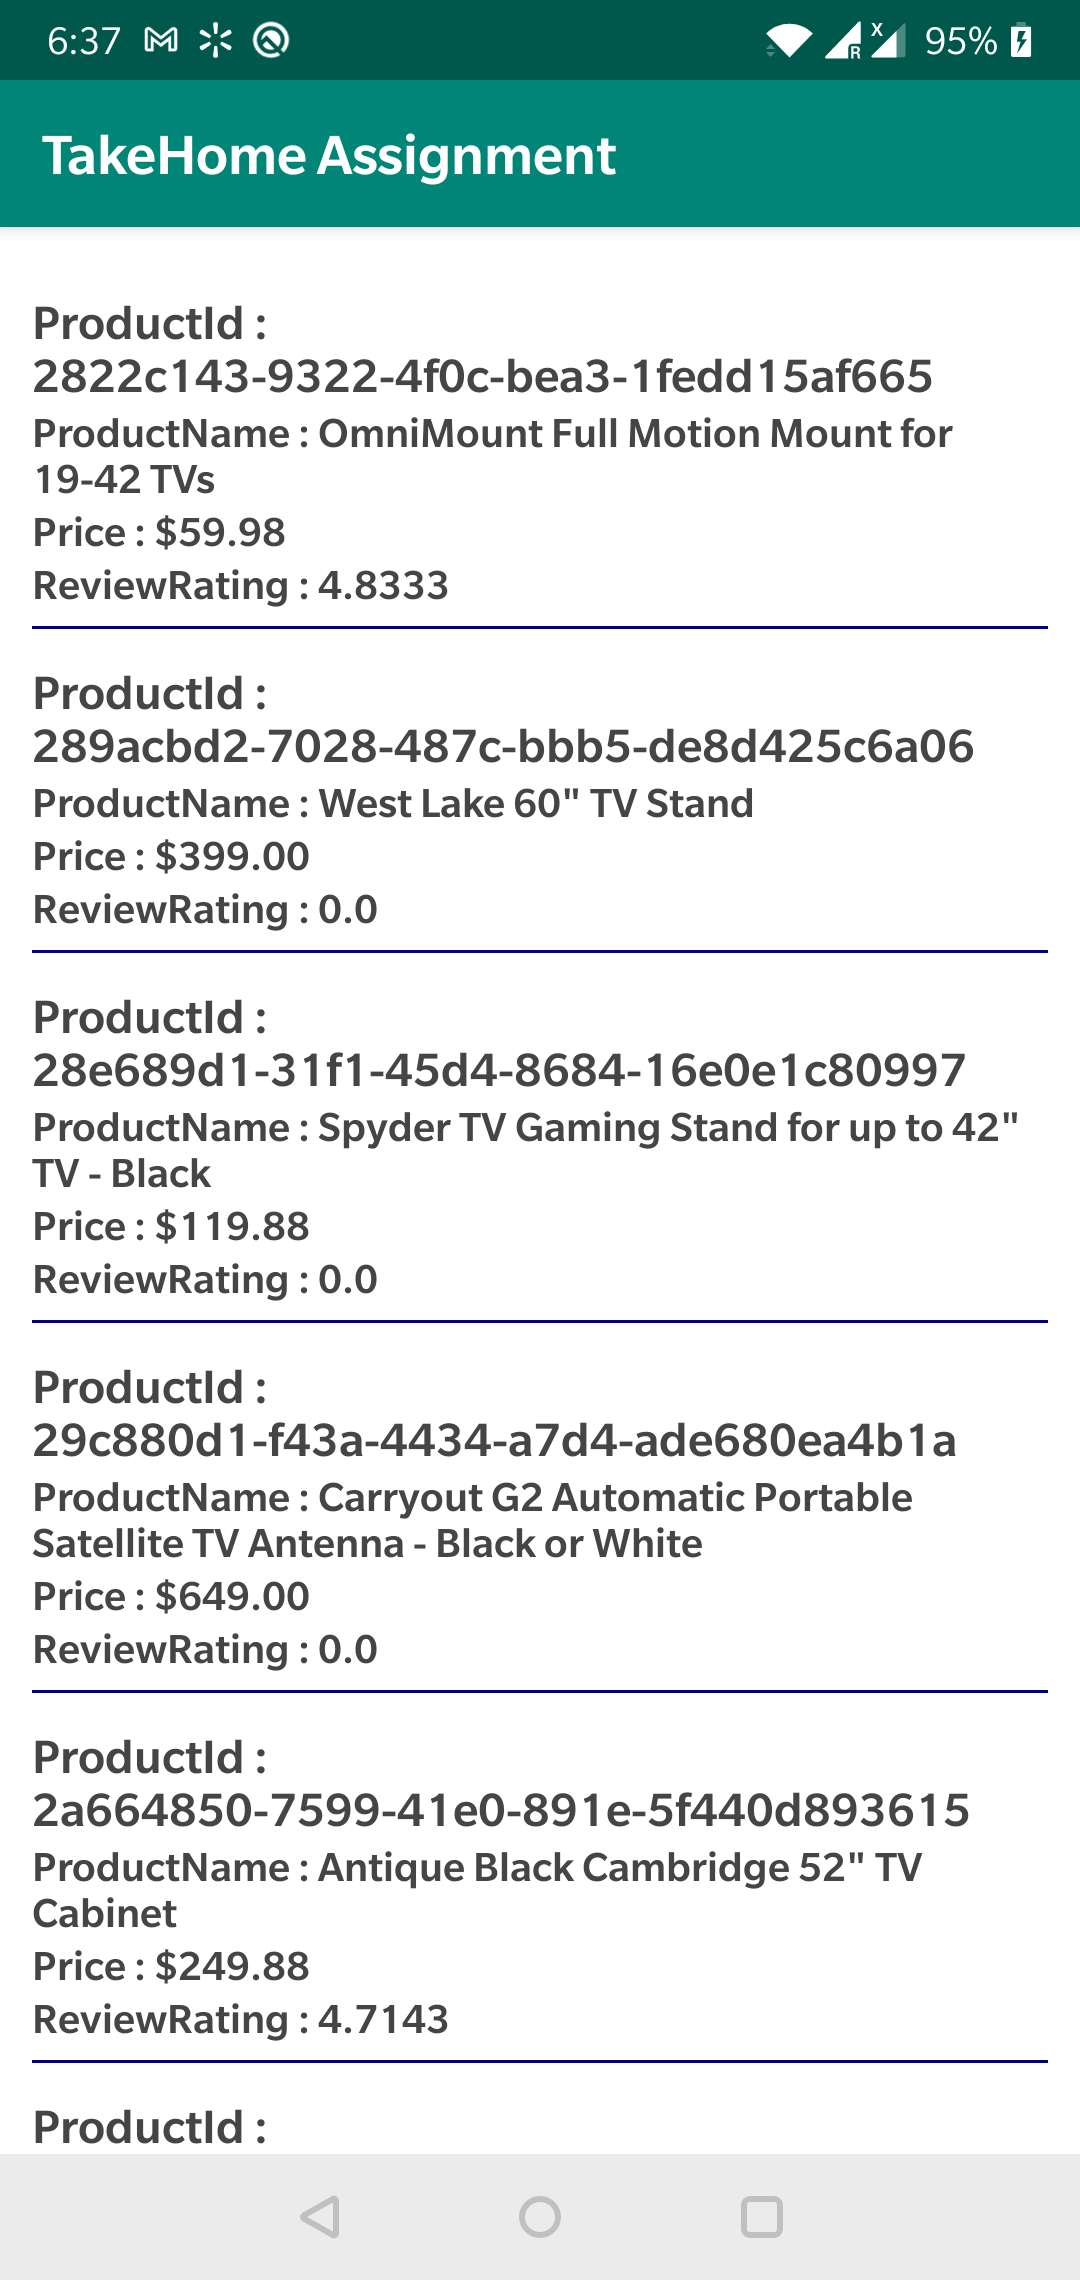 6:37
R
X
95%
TakeHome Assignment
ProductId :
2822c143-9322-4f0c-bea3-1fedd15af665
ProductName : OmniMount Full Motion Mount for
19-42 TVs
Price : $59.98
ReviewRating : 4.8333
ProductId :
289acbd2-7028-487c-bbb5-de8d425c6a06
ProductName : West Lake 60" TV Stand
Price : $399.00
ReviewRating : 0.0
ProductId :
28e689d1-31f1-45d4-8684-16e0e1c80997
ProductName : Spyder TV Gaming Stand for up to 42"
TV - Black
Price : $119.88
ReviewRating : 0.0
ProductId :
29c880d1-f43a-4434-a7d4-ade680ea4b1a
ProductName : Carryout G2 Automatic Portable
Satellite TV Antenna - Black or White
Price : $649.00
ReviewRating : 0.0
ProductId :
2a664850-7599-41e0-891e-5f440d893615
ProductName : Antique Black Cambridge 52" TV
Cabinet
Price : $249.88
ReviewRating : 4.7143
ProductId :